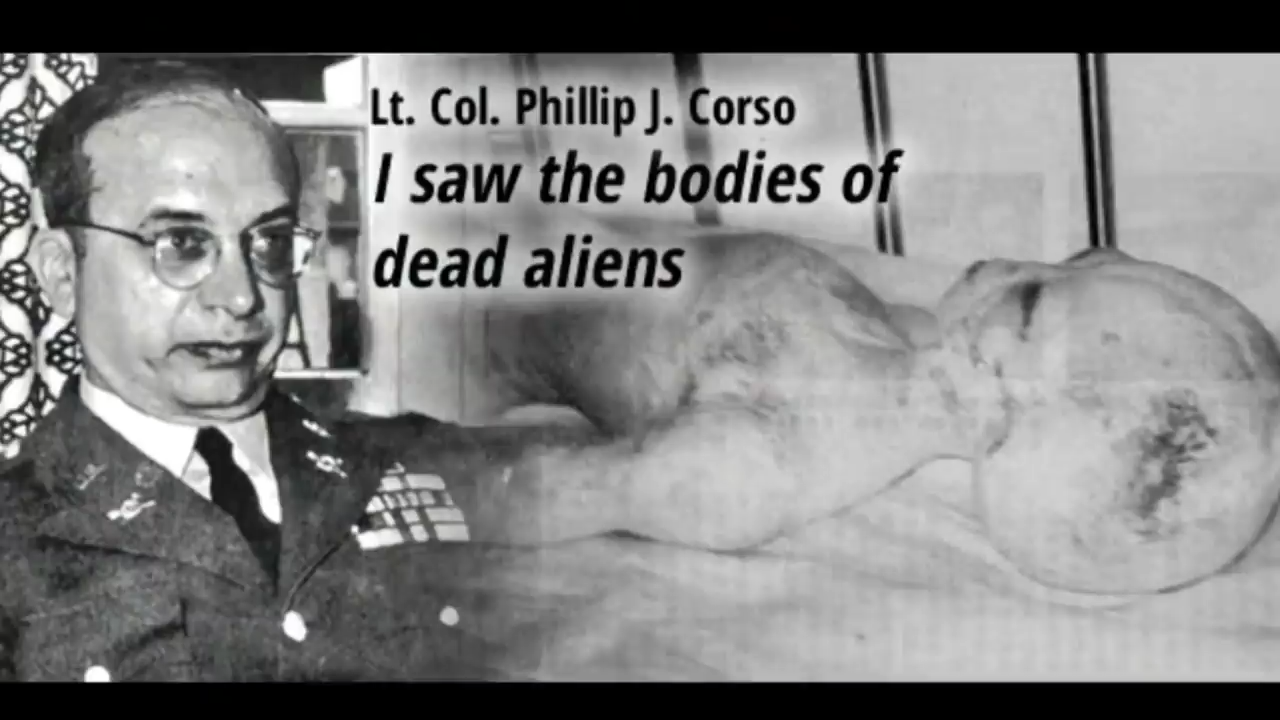 Lt. Col. Phillip J. Corso
I saw the bodies of
dead aliens